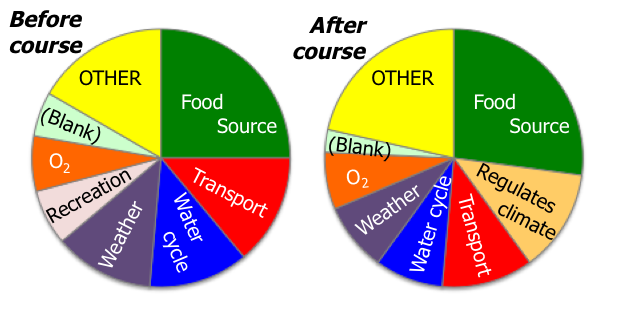 Before
course
OTHER
Food
Source
(Blank)
O₂
Recreation
Weather
Water
cycle
Transport
After
course
OTHER
Food
Source
(Blank)
O₂
Weather
Water cycle
Transport
Regulates
climate